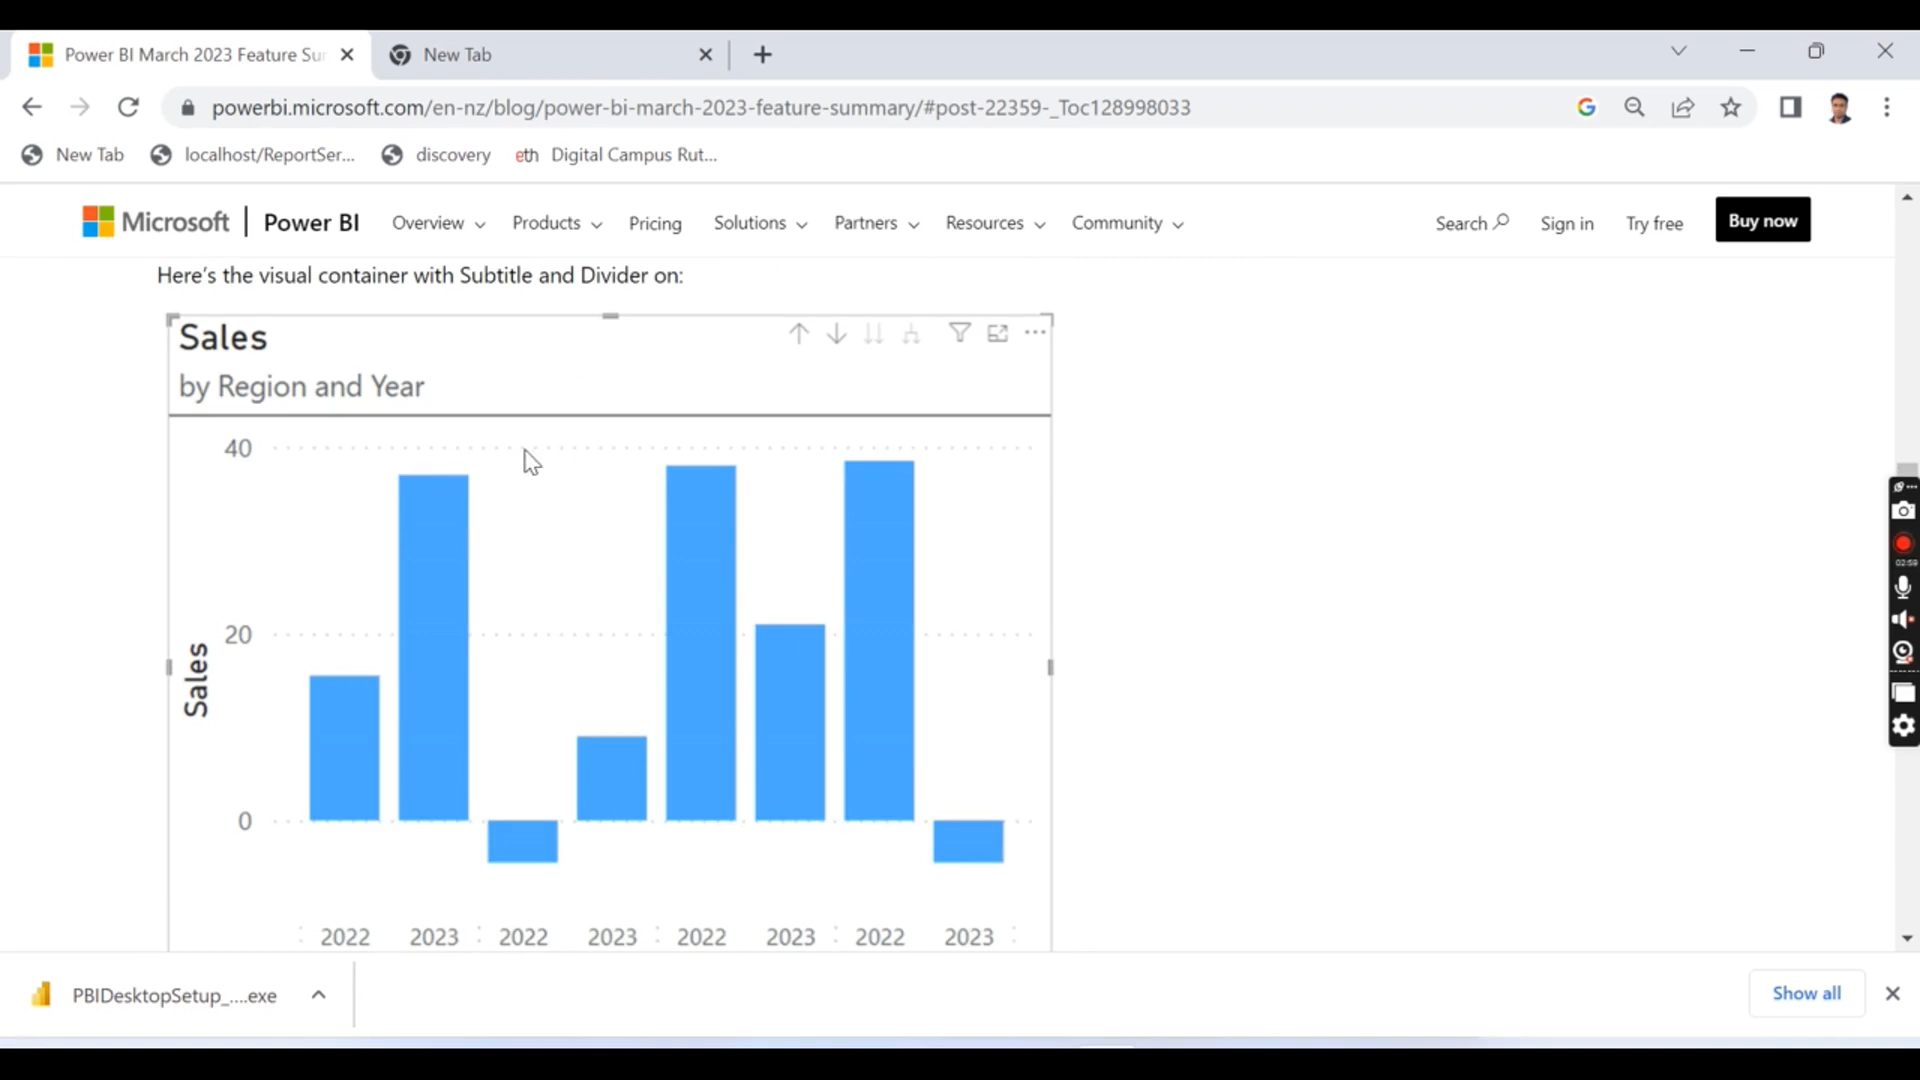 Power BI March 2023 Feature Sur
New Tab
powerbi.microsoft.com/en-nz/blog/power-bi-march-2023-feature-summary/#post-22359-_Toc128998033
New Tab
localhost/ReportSer...
discovery
eth Digital Campus Rut...
Microsoft
Power BI
Overview
Products
Pricing
Solutions
Partners
Resources
Community
Search
Sign in
Try free
Buy now
Here's the visual container with Subtitle and Divider on:
Sales
by Region and Year
40
20
0
Sales
2022 2023 2022 2023 2022 2023 2022 2023
02:59
PBIDesktopSetup_....exe
Show all